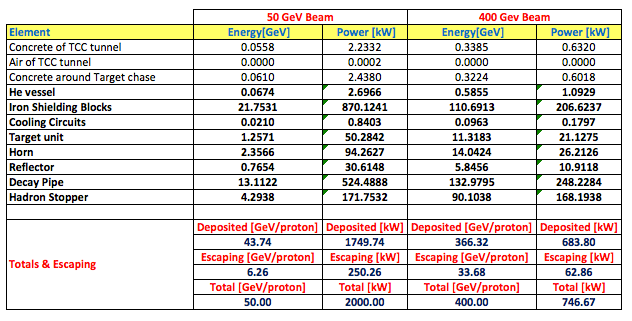 50 GeV Beam 400 Gev Beam
Element Energy[GeV] Power [kW] Energy[GeV] Power [kW]
Concrete of TCC tunnel 0.0558 2.2332 0.3385 0.6320
Air of TCC tunnel 0.0000 0.0002 0.0000 0.0000
Concrete around Target chase 0.0610 2.4380 0.3224 0.6018
He vessel 0.0674 2.6966 0.5855 1.0929
Iron Shielding Blocks 21.7531 870.1241 110.6913 206.6237
Cooling Circuits 0.0210 0.8403 0.0963 0.1797
Target unit 1.2571 50.2842 11.3183 21.1275
Horn 2.3566 94.2627 14.0424 26.2126
Reflector 0.7654 30.6148 5.8456 10.9118
Decay Pipe 13.1122 524.4888 132.9795 248.2284
Hadron Stopper 4.2938 171.7532 90.1038 168.1938
Totals & Escaping
Deposited [GeV/proton] Deposited [kW] Deposited [GeV/proton] Deposited [kW]
43.74 1749.74 366.32 683.80
Escaping [GeV/proton] Escaping [kW] Escaping [GeV/proton] Escaping [kW]
6.26 250.26 33.68 62.86
Total [GeV/proton] Total [kW] Total [GeV/proton] Total [kW]
50.00 2000.00 400.00 746.67